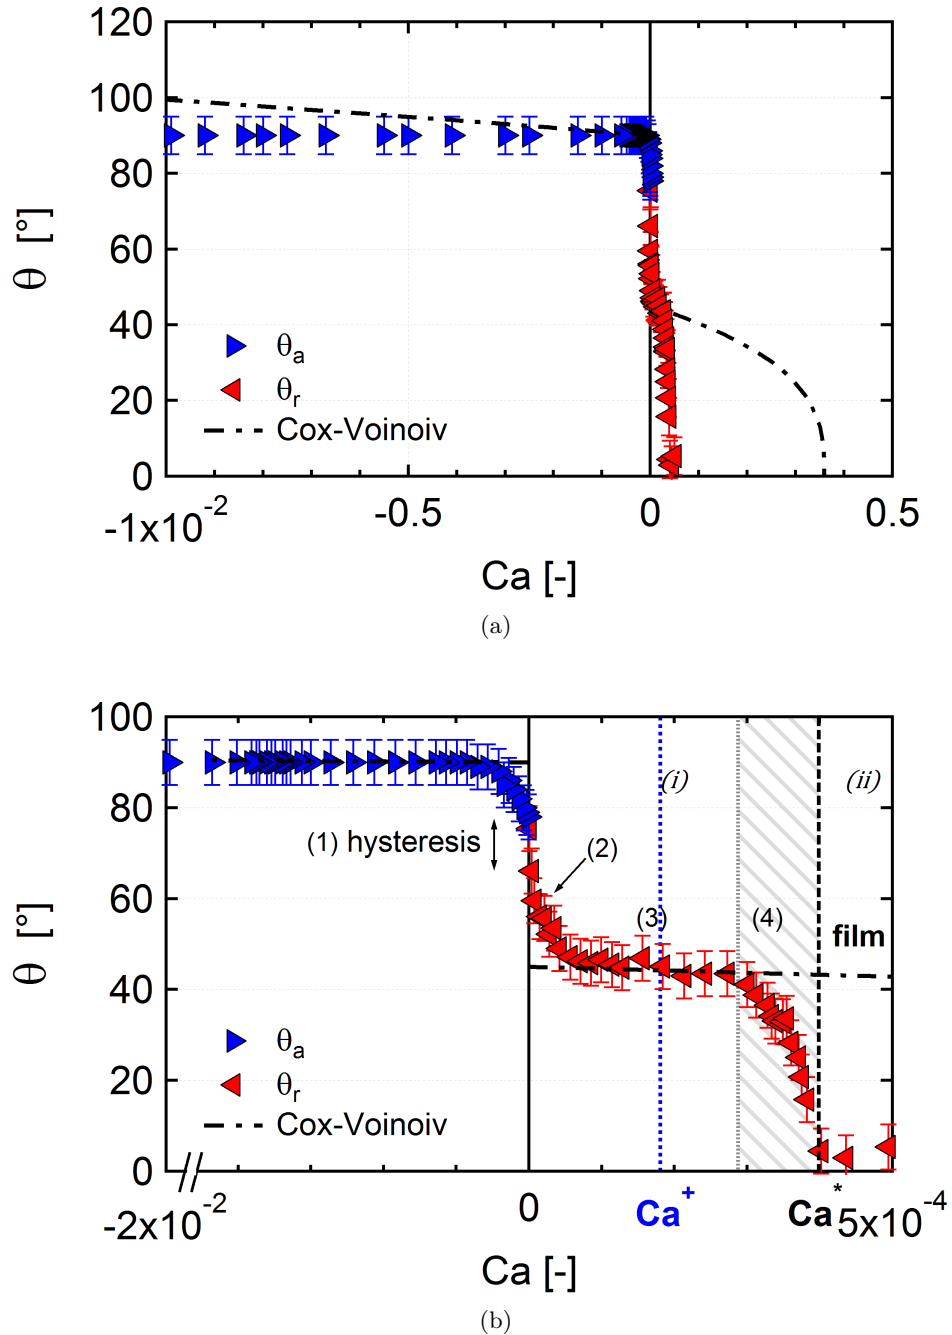 120
100
80
60
40
20
0
θ [°]
θa
θr
Cox-Voinoiv
-1x10-2
-0.5
0
0.5
Ca [-]
(a)
100
80
60
40
20
0
θ [°]
(i)
(ii)
(1) hysteresis
(2)
(3)
(4)
film
θa
θr
Cox-Voinoiv
-2x10-2
0
Ca+
Ca*
5x10-4
Ca [-]
(b)